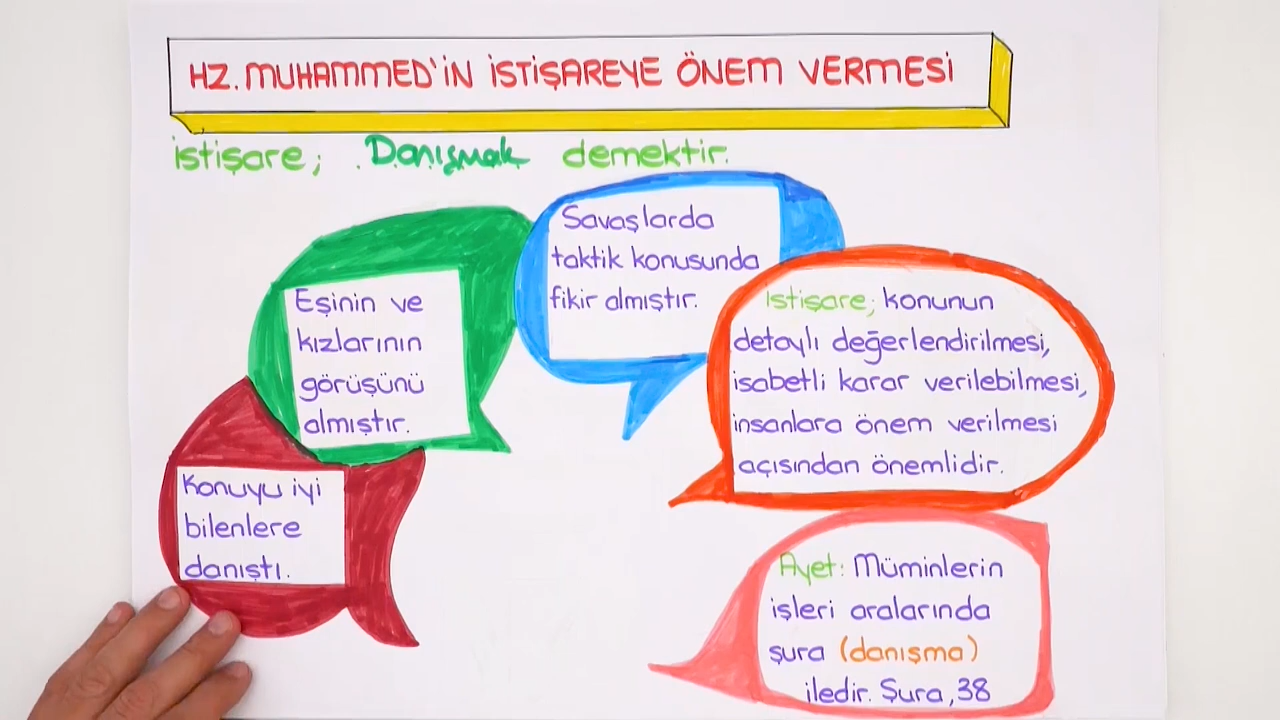 HZ. MUHAMMED'İN İSTİŞAREYE ÖNEM VERMESİ
istişare; Danışmak demektir.
Konuyu iyi
bilenlere
danıştı.
Eşinin ve
kızlarının
görüşünü
almıştır.
Savaşlarda
taktik konusunda
fikir almıştır.
İstişare; konunun
detaylı değerlendirilmesi,
isabetli karar verilebilmesi,
insanlara önem verilmesi
açısından önemlidir.
Ayet: Müminlerin
işleri aralarında
şura (danışma)
iledir. Şura, 38